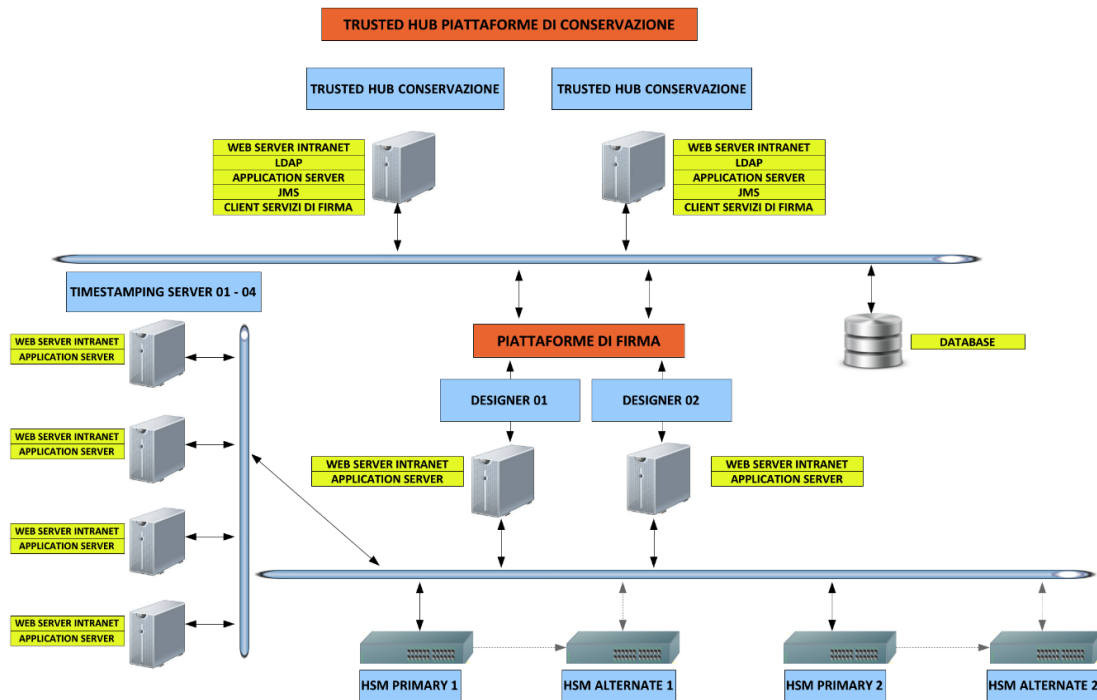 TRUSTED HUB PIATTAFORME DI CONSERVAZIONE
TRUSTED HUB CONSERVAZIONE
TRUSTED HUB CONSERVAZIONE
WEB SERVER INTRANET
LDAP
APPLICATION SERVER
JMS
CLIENT SERVIZI DI FIRMA
WEB SERVER INTRANET
LDAP
APPLICATION SERVER
JMS
CLIENT SERVIZI DI FIRMA
TIMESTAMPING SERVER 01 - 04
WEB SERVER INTRANET
APPLICATION SERVER
WEB SERVER INTRANET
APPLICATION SERVER
WEB SERVER INTRANET
APPLICATION SERVER
WEB SERVER INTRANET
APPLICATION SERVER
PIATTAFORME DI FIRMA
DATABASE
DESIGNER 01
DESIGNER 02
WEB SERVER INTRANET
APPLICATION SERVER
WEB SERVER INTRANET
APPLICATION SERVER
HSM PRIMARY 1
HSM ALTERNATE 1
HSM PRIMARY 2
HSM ALTERNATE 2